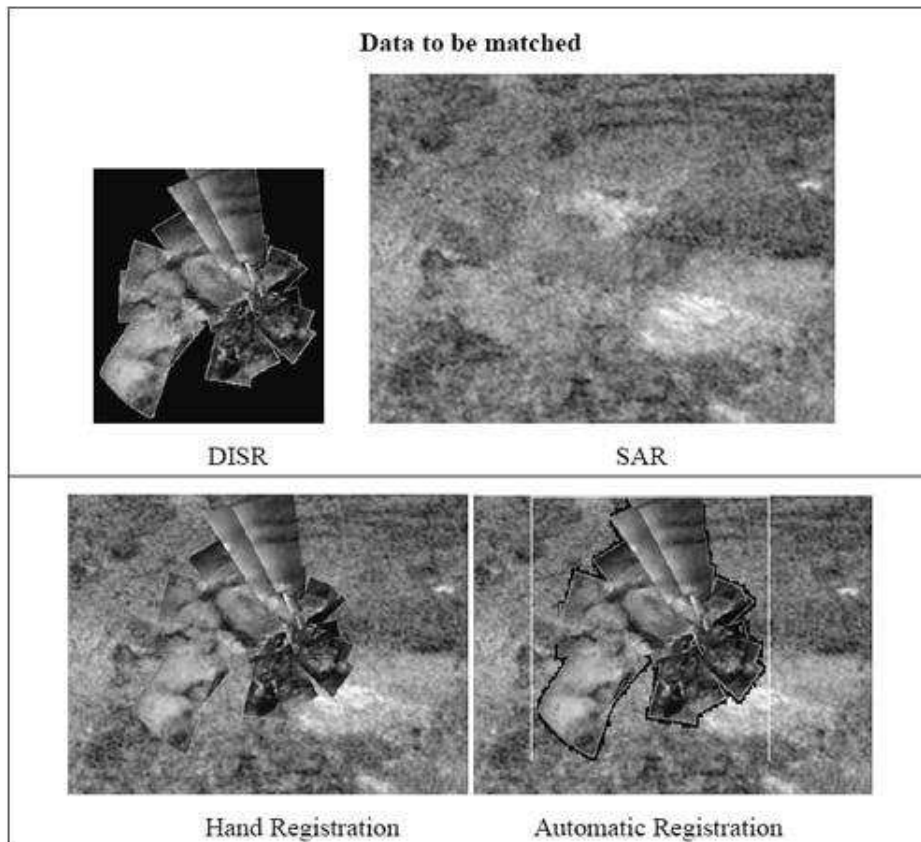 Data to be matched
DISR
SAR
Hand Registration
Automatic Registration